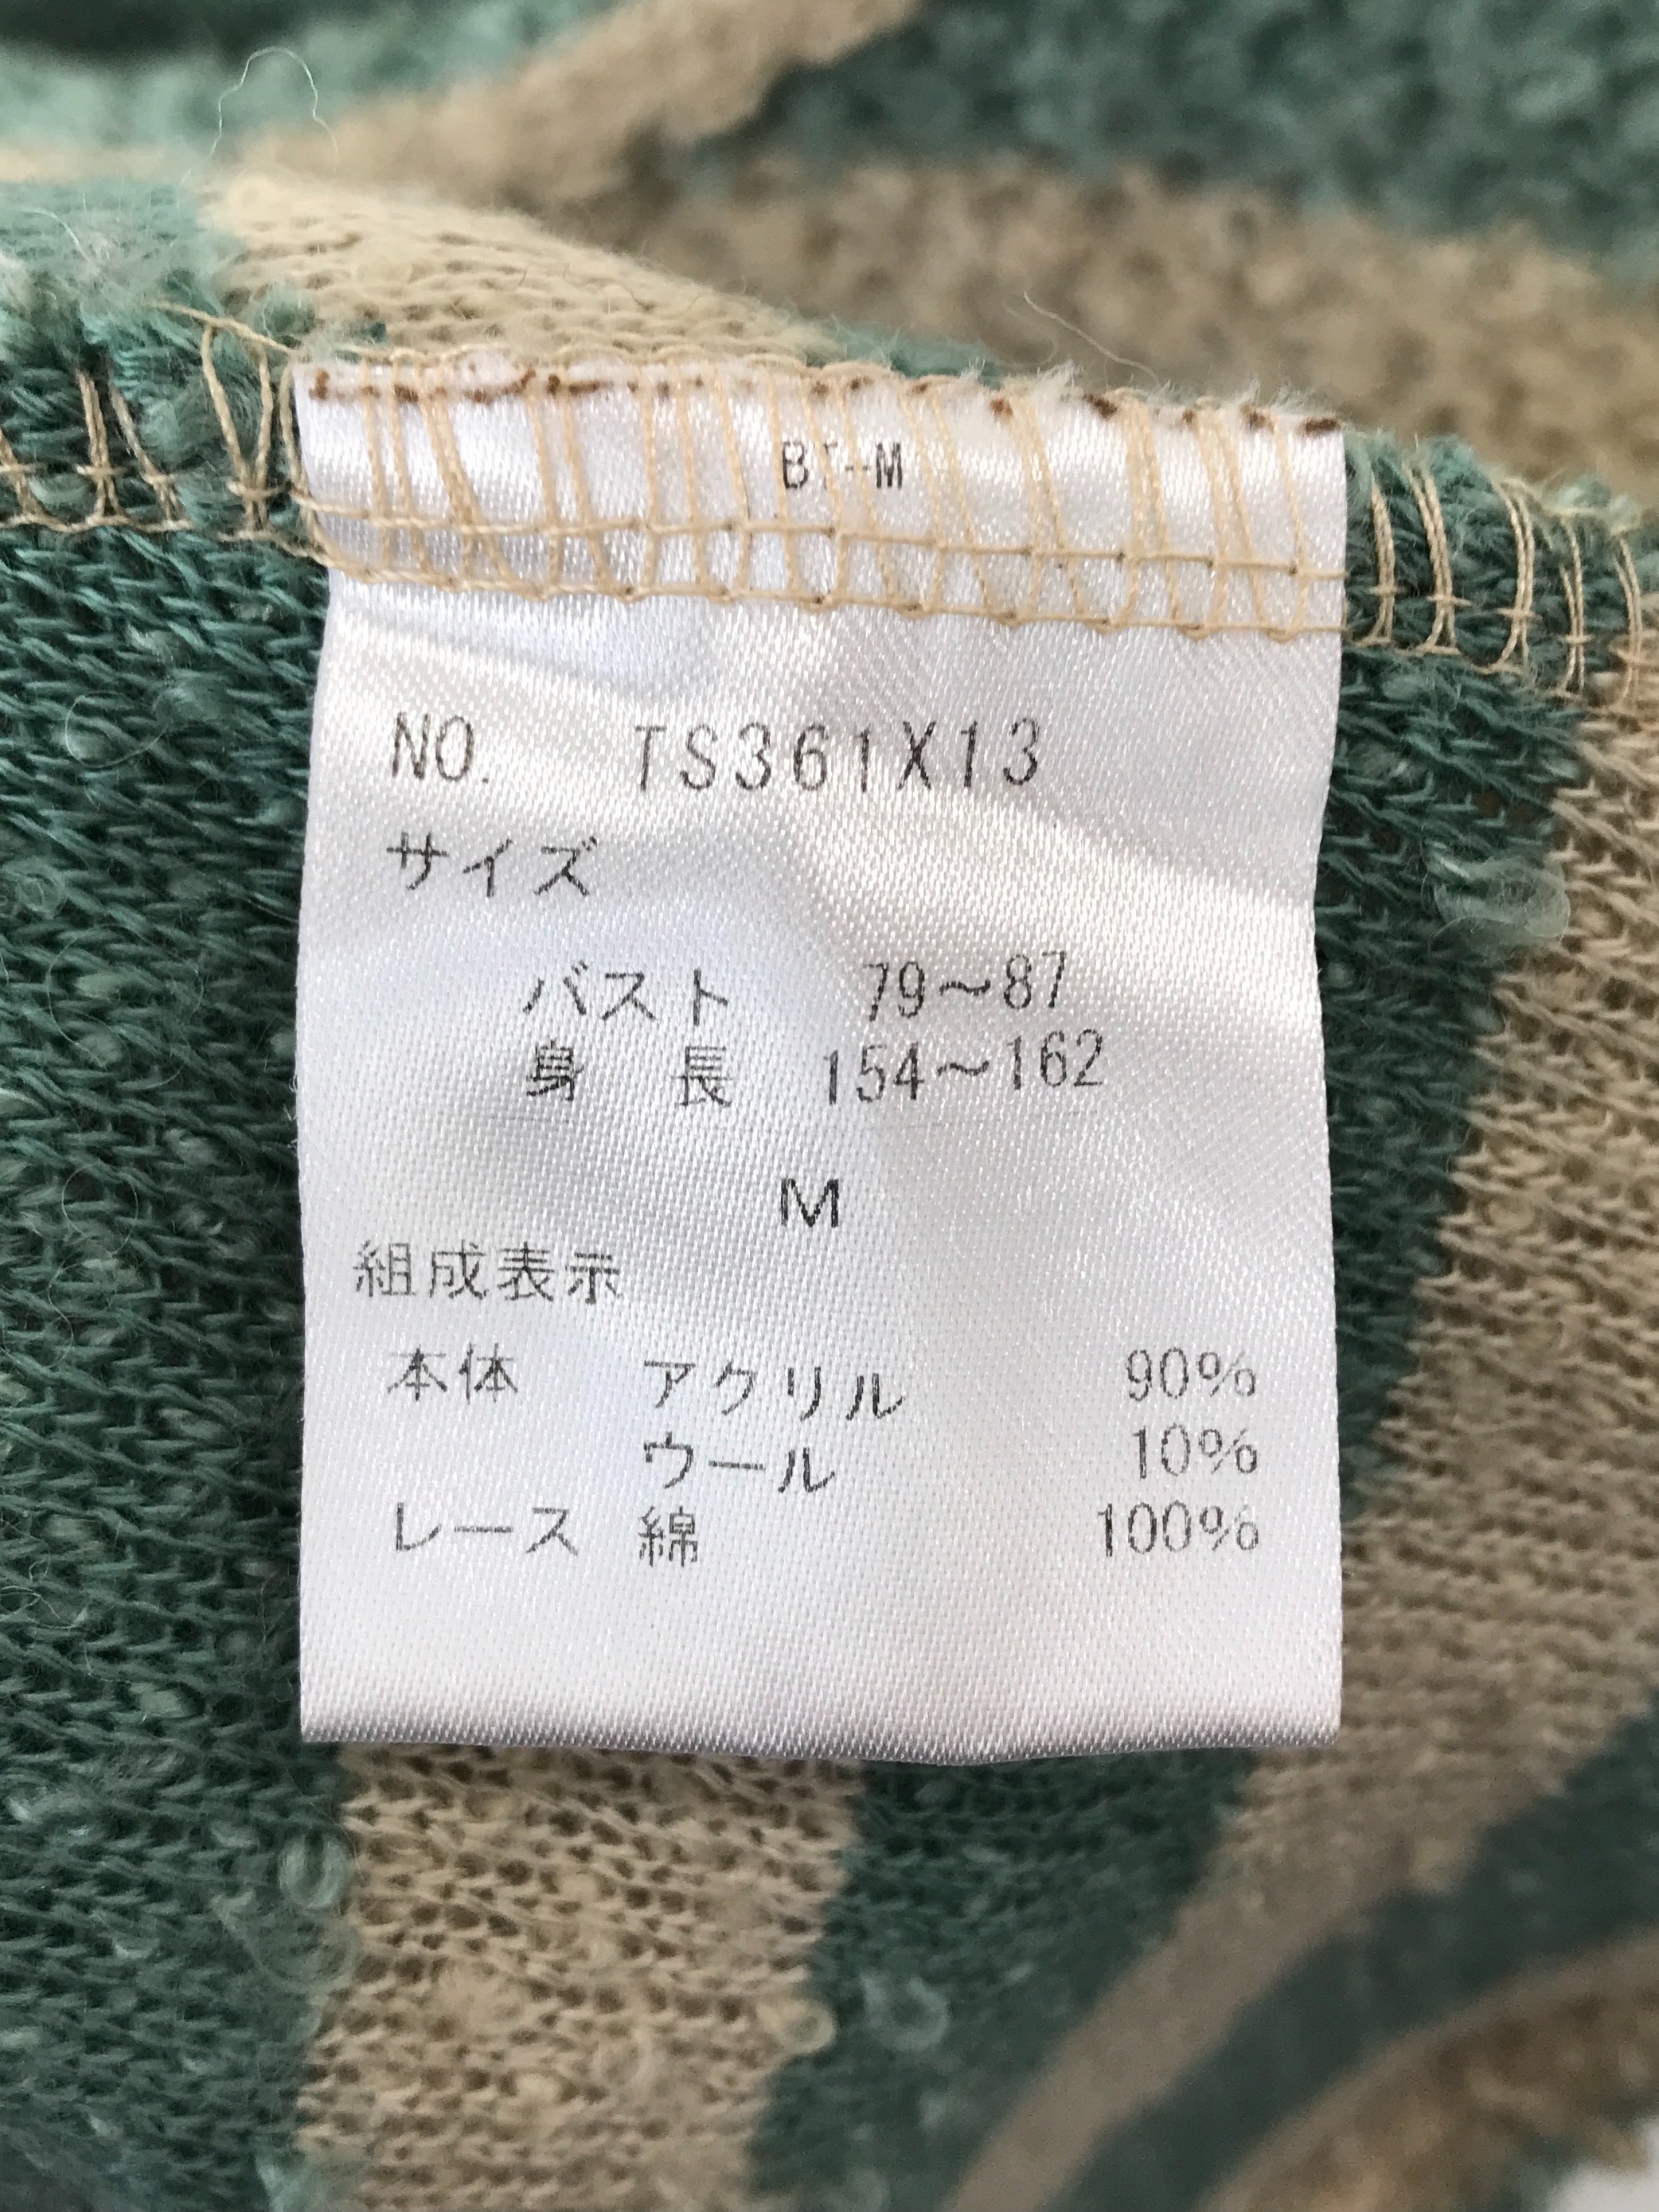 NO. TS361X13
サイズ
バスト 79～87
身 長 154～162
M
組成表示
本体 アクリル 90%
ウール 10%
レース 綿 100%